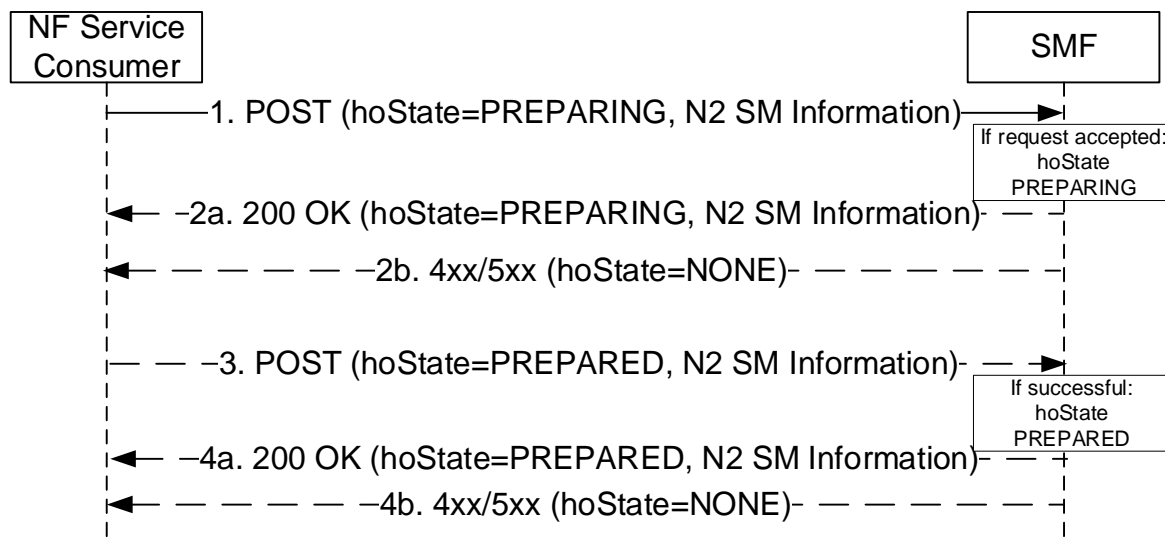 NF Service
Consumer
SMF
1. POST (hoState=PREPARING, N2 SM Information)
If request accepted:
hoState
PREPARING
2a. 200 OK (hoState=PREPARING, N2 SM Information)
2b. 4xx/5xx (hoState=NONE)
3. POST (hoState=PREPARED, N2 SM Information)
If successful:
hoState
PREPARED
4a. 200 OK (hoState=PREPARED, N2 SM Information)
4b. 4xx/5xx (hoState=NONE)